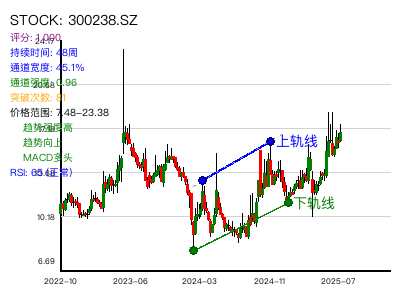 STOCK: 300238.SZ
评分: 1.000
持续时间: 48周
通道宽度: 45.1%
通道强度: 0.96
突破次数: 31
价格范围: 7.48~23.38
趋势强度高
趋势向上
MACD多头
RSI: 65 (正常)
上轨线
下轨线
10.18
6.69
2022-10
2023-06
2024-03
2024-11
2025-07